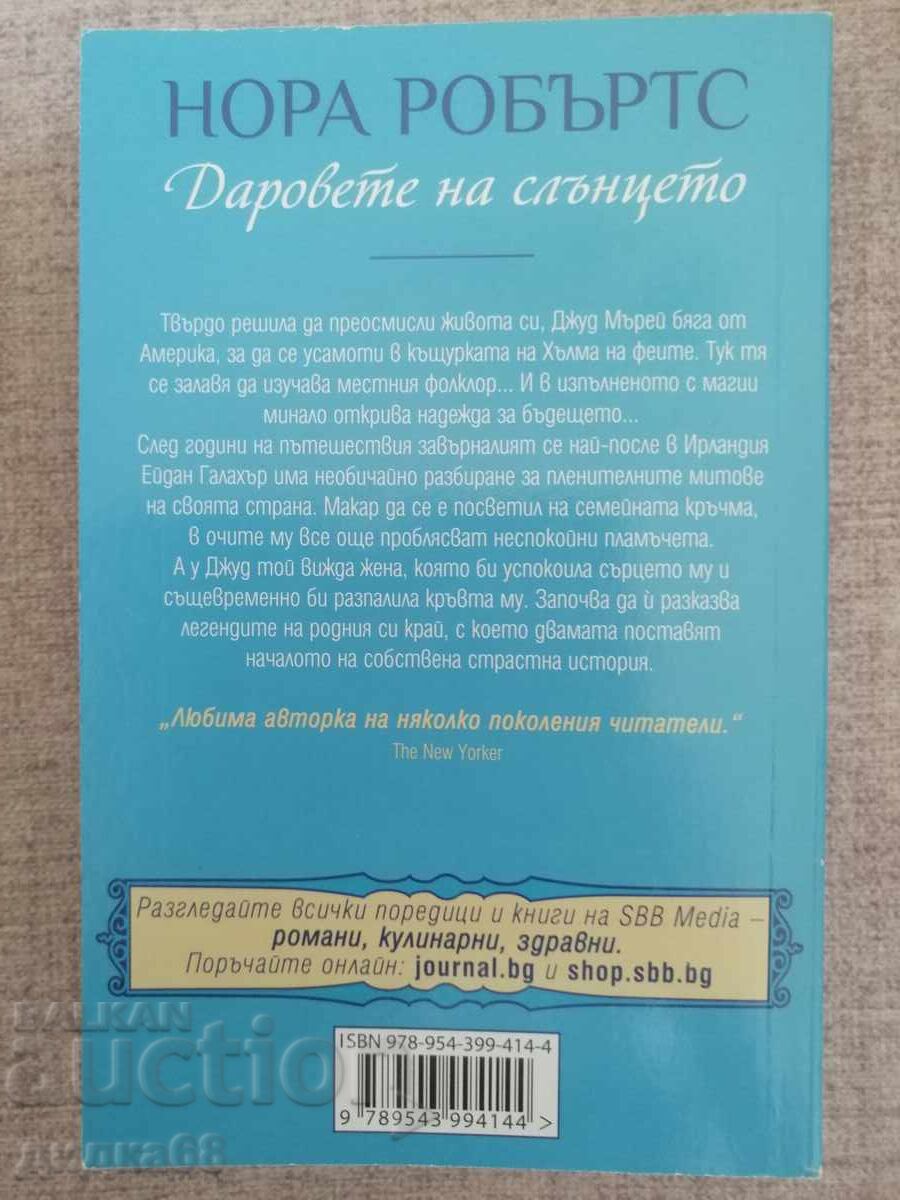 НОРА РОБЪРТС
Даровете на слънцето
Твърдо решила да преосмисли живота си, Джуд Мърей бяга от
Америка, за да се усамоти в къщурката на Хълма на феите. Тук тя
се залавя да изучава местния фолклор... И в изпълненото с магии
минало открива надежда за бъдещето...
След години на пътешествия завърналият се най-после в Ирландия
Ейдан Галахър има необичайно разбиране за пленителните митове
на своята страна. Макар да се е посветил на семейната кръчма,
в очите му все още проблясват неспокойни пламъчета.
А у Джуд той вижда жена, която би успокоила сърцето му и
същевременно би разпалила кръвта му. Започва да ѝ разказва
легендите на родния си край, с което двамата поставят
началото на собствена страстна история.
„Любима авторка на няколко поколения читатели.“
The New Yorker
Разгледайте всички поредици и книги на SBB Media –
романи, кулинарни, здравни.
Поръчайте онлайн: journal.bg и shop.sbb.bg
ISBN 978-954-399-414-4
9 789543 994144 >
BALKAN
auction
дилка68